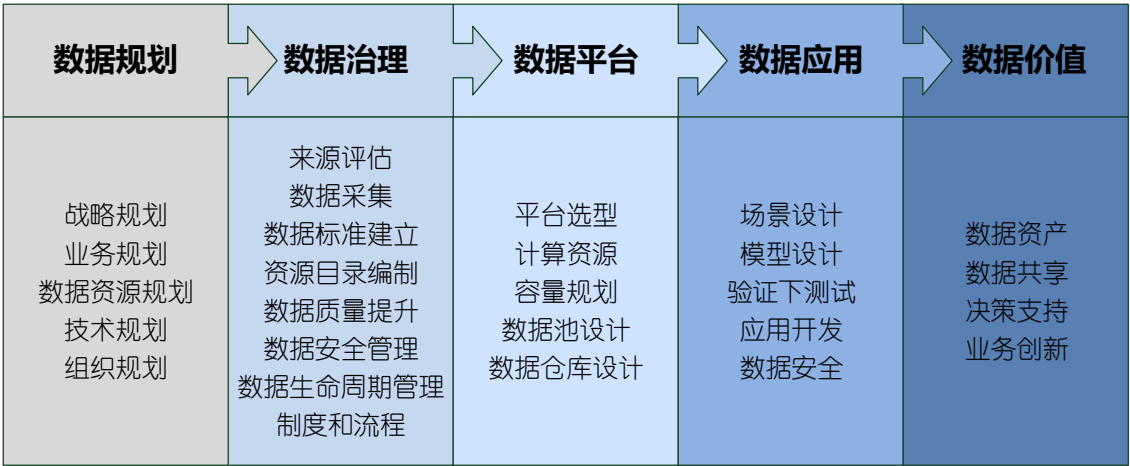 数据规划
数据治理
数据平台
数据应用
数据价值
战略规划
业务规划
数据资源规划
技术规划
组织规划
来源评估
数据采集
数据标准建立
资源目录编制
数据质量提升
数据安全管理
数据生命周期管理
制度和流程
平台选型
计算资源
容量规划
数据池设计
数据仓库设计
场景设计
模型设计
验证下测试
应用开发
数据安全
数据资产
数据共享
决策支持
业务创新